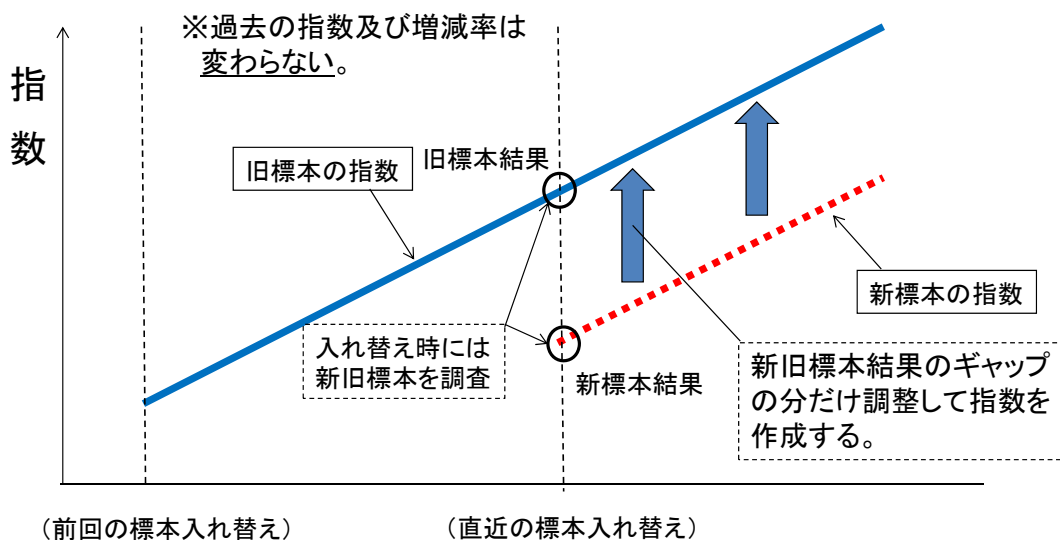 ※過去の指数及び増減率は
変わらない。
指
数
旧標本の指数
旧標本結果
入れ替え時には
新旧標本を調査
新標本結果
新標本の指数
新旧標本結果のギャップ
の分だけ調整して指数を
作成する。
(前回の標本入れ替え)
(直近の標本入れ替え)